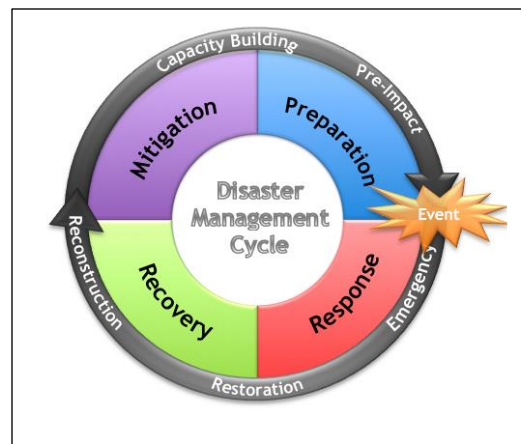 Capacity Building
Pre-Impact
Mitigation
Preparation
Disaster
Management
Cycle
Event
Reconstruction
Recovery
Response
Emergency
Restoration